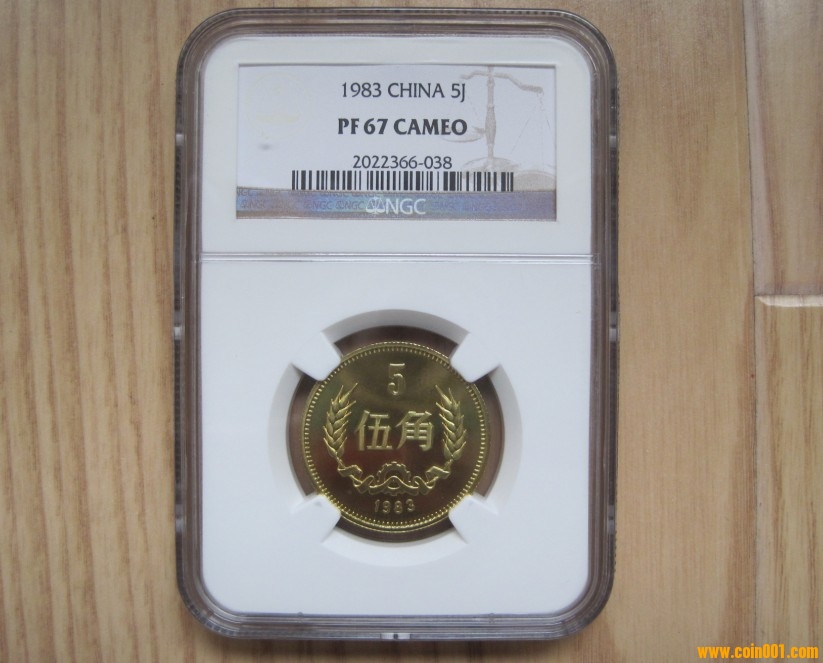 1983 CHINA 5J
PF 67 CAMEO
2022366-038
NGC
5
伍角
1983
www.coin001.com